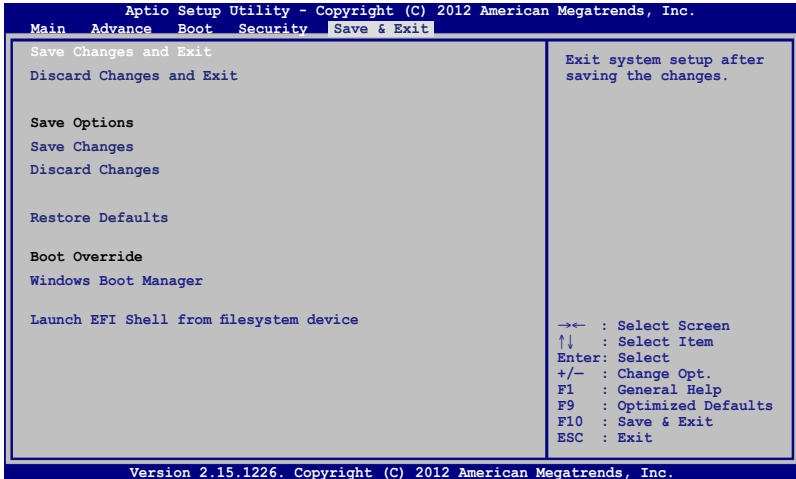 Aptio Setup Utility - Copyright (C) 2012 American Megatrends, Inc.
Main Advance Boot Security Save & Exit
Save Changes and Exit
Discard Changes and Exit
Save Options
Save Changes
Discard Changes
Restore Defaults
Boot Override
Windows Boot Manager
Launch EFI Shell from filesystem device
Exit system setup after
saving the changes.
→← : Select Screen
↑↓ : Select Item
Enter: Select
+/— : Change Opt.
F1 : General Help
F9 : Optimized Defaults
F10 : Save & Exit
ESC : Exit
Version 2.15.1226. Copyright (C) 2012 American Megatrends, Inc.